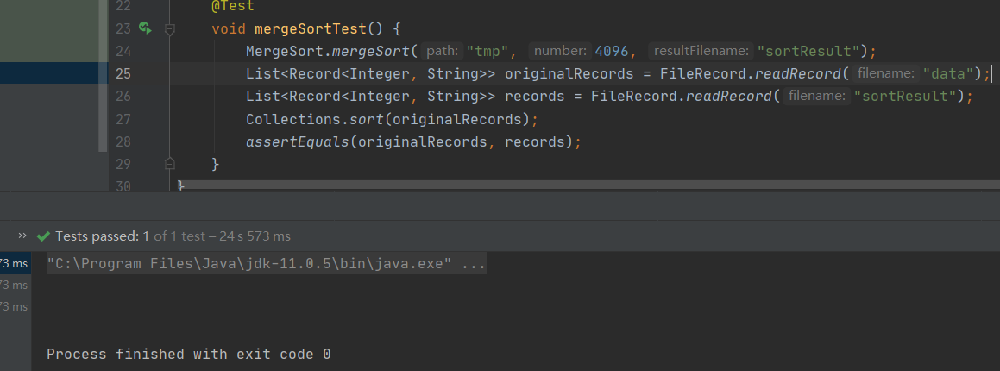 22 @Test
23 void mergeSortTest() {
24 MergeSort.mergeSort( path: "tmp", number: 4096, resultFilename: "sortResult");
25 List<Record<Integer, String>> originalRecords = FileRecord.readRecord( filename: "data");
26 List<Record<Integer, String>> records = FileRecord.readRecord( filename: "sortResult");
27 Collections.sort(originalRecords);
28 assertEquals(originalRecords, records);
29 }
30 }
» Tests passed: 1 of 1 test – 24 s 573 ms
73 ms "C:\Program Files\Java\jdk-11.0.5\bin\java.exe" ...
73 ms
73 ms
Process finished with exit code 0